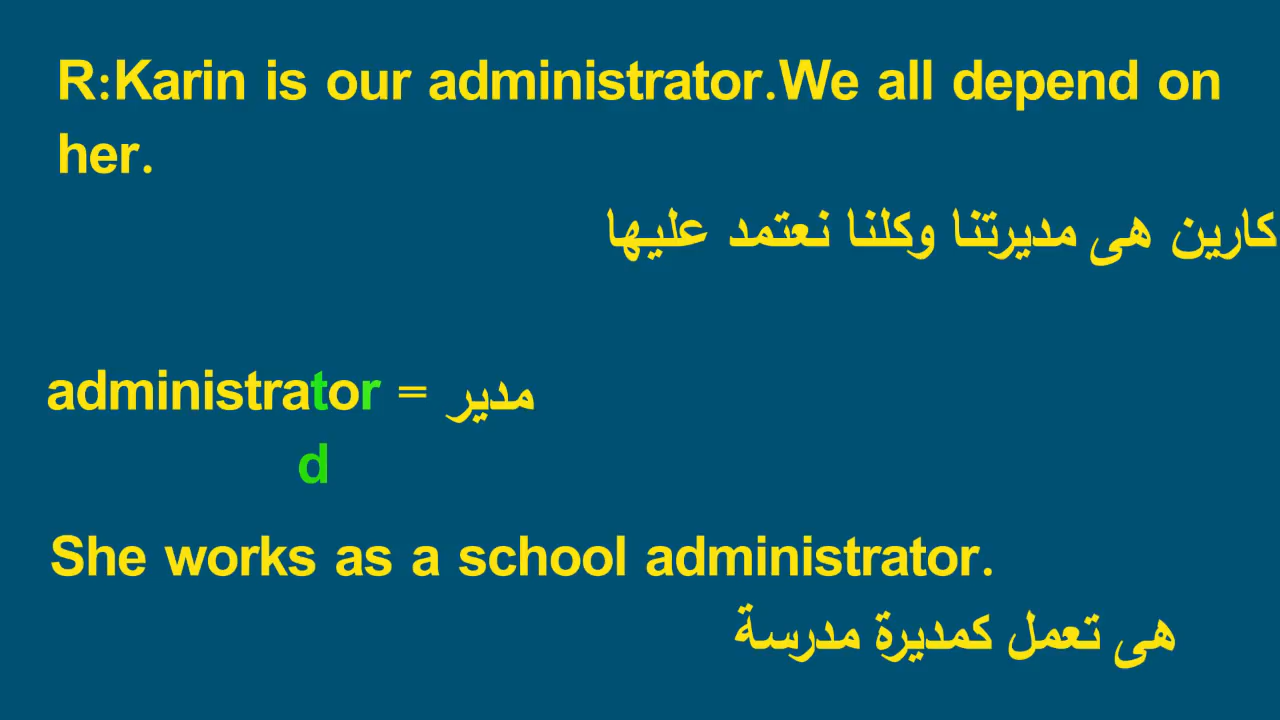 R:Karin is our administrator.We all depend on
her.
كارين هى مديرتنا وكلنا نعتمد عليها
administrator = مدير
d
She works as a school administrator.
هى تعمل كمديرة مدرسة